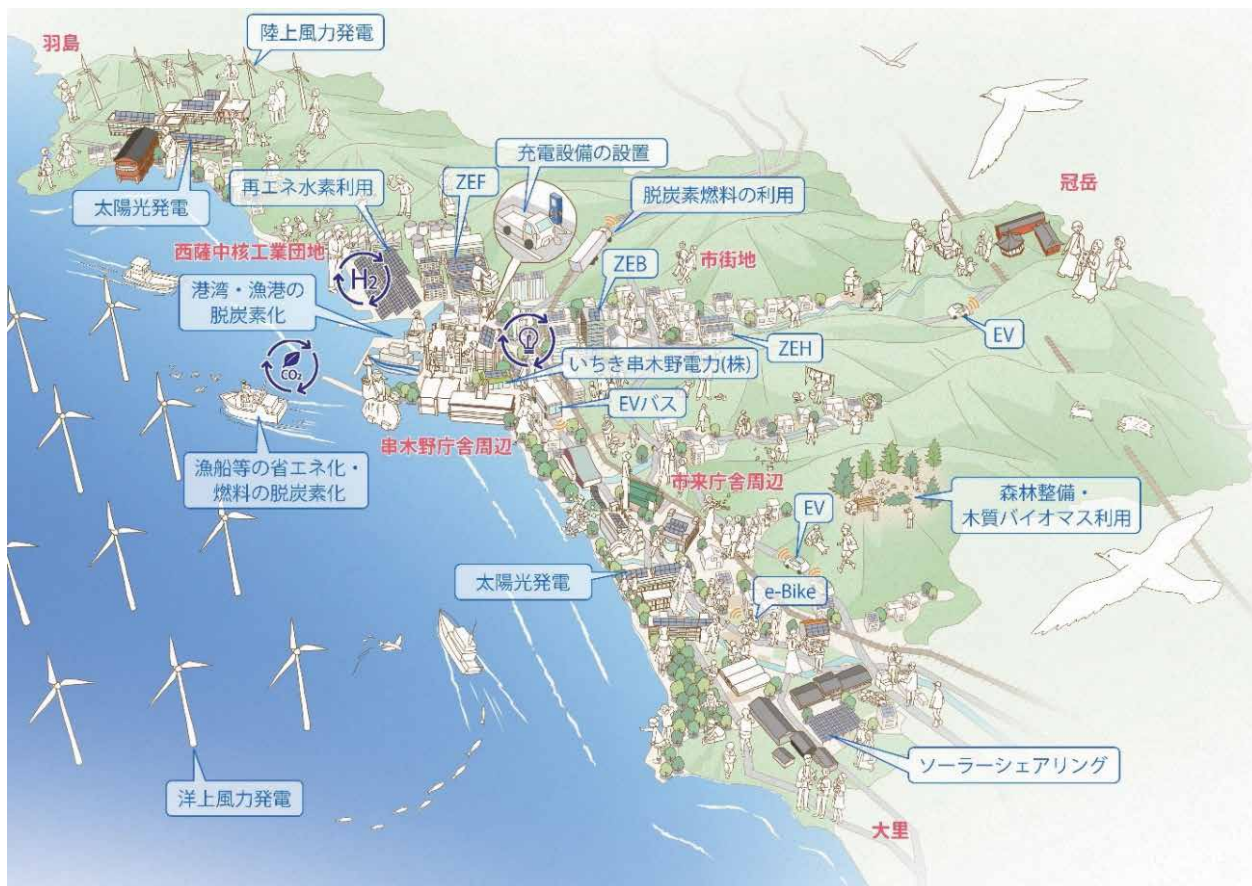 陸上風力発電
羽島
充電設備の設置
冠岳
太陽光発電
再エネ水素利用
ZEF
脱炭素燃料の利用
西薩中核工業団地
H₂
ZEB
市街地
港湾・漁港の
脱炭素化
ZEH
EV
CO₂
いちき串木野電力(株)
EVバス
串木野庁舎周辺
漁船等の省エネ化・
燃料の脱炭素化
市来庁舎周辺
森林整備・
木質バイオマス利用
EV
太陽光発電
e-Bike
ソーラーシェアリング
洋上風力発電
大里